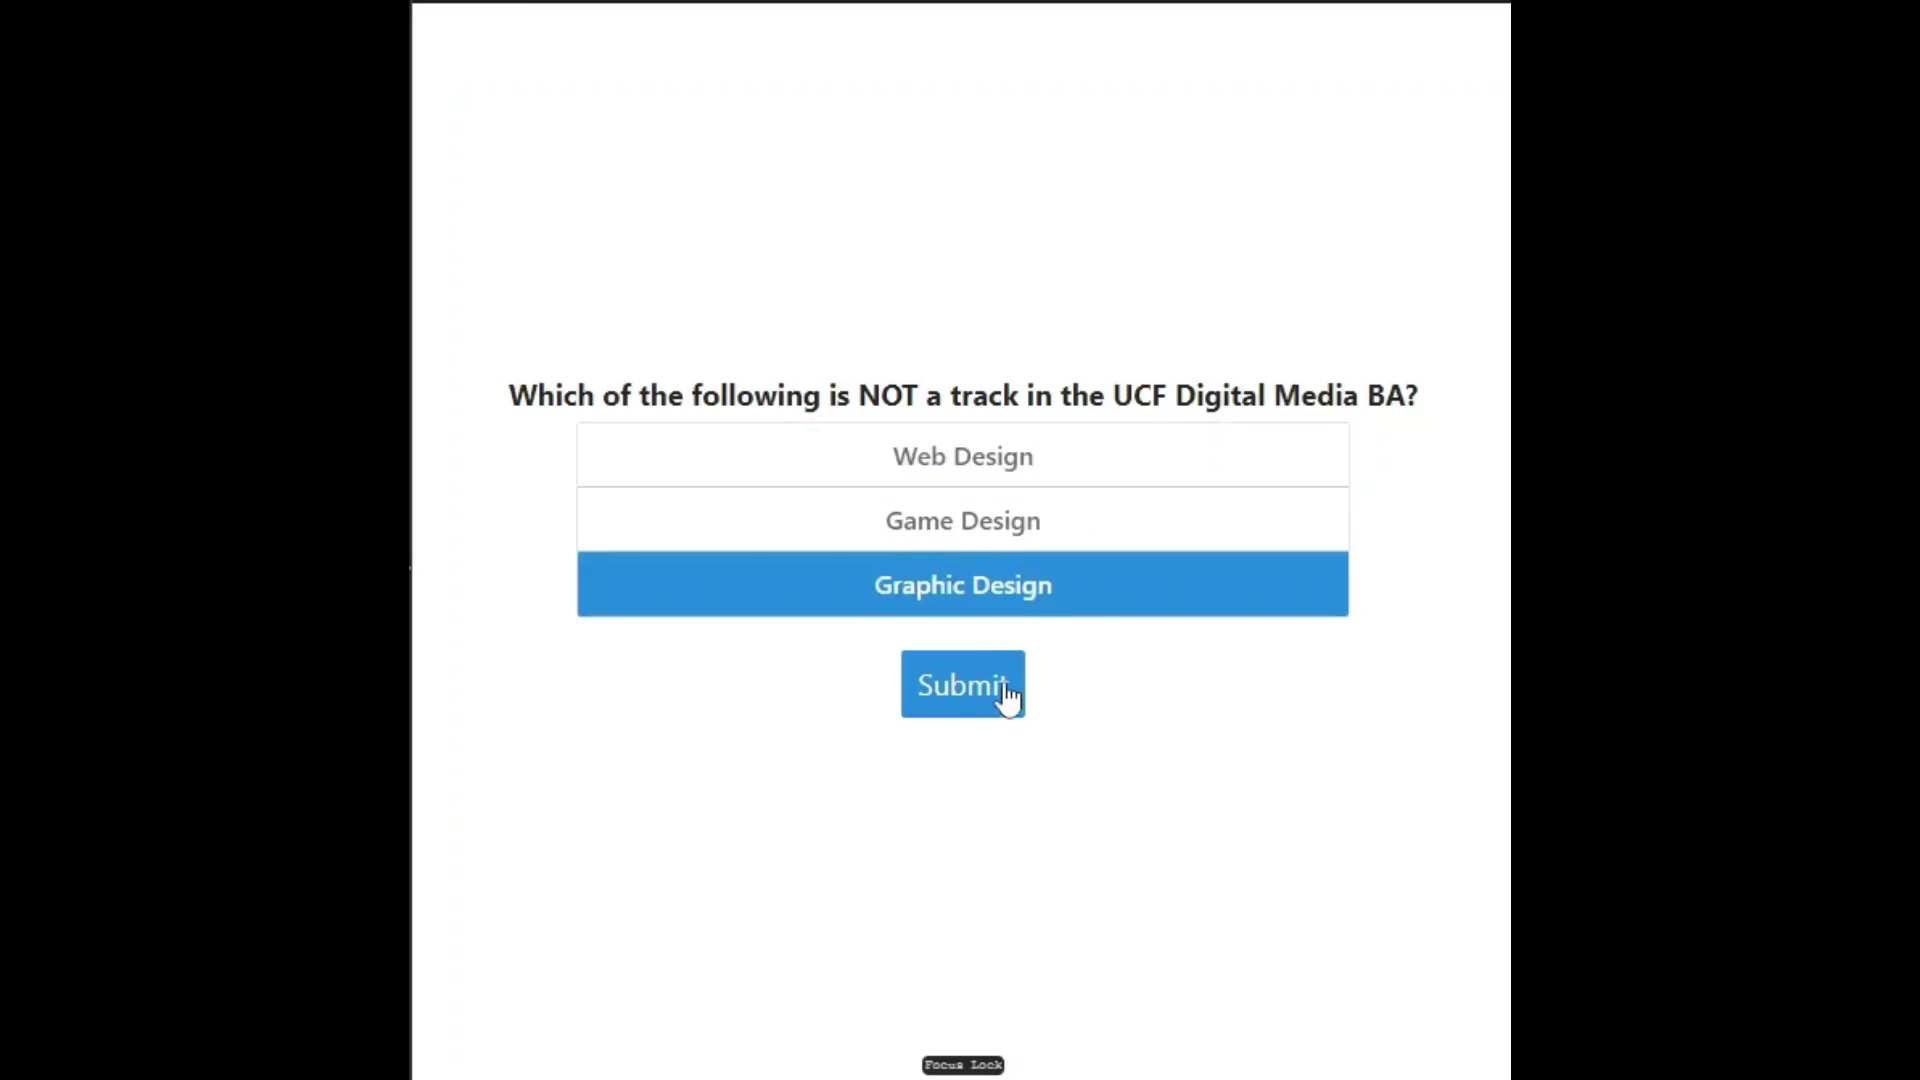 Which of the following is NOT a track in the UCF Digital Media BA?
Web Design
Game Design
Graphic Design
Submit
Focus Lock